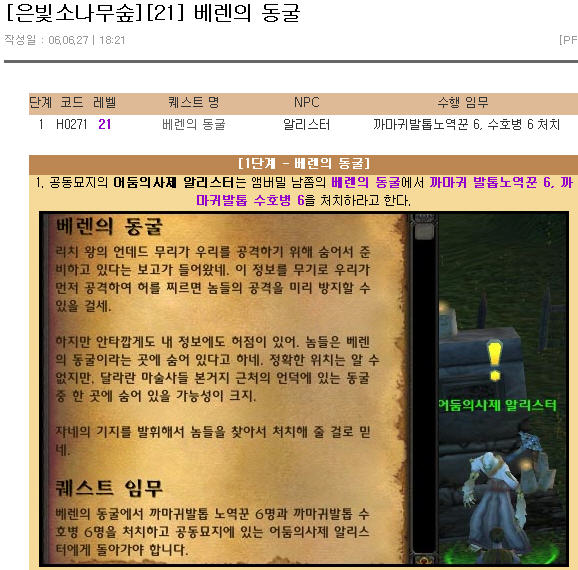 [은빛소나무숲][21] 베렌의 동굴
작성일 : 06,06,27 | 18:21
[PF
단계 코드 레벨 퀘스트 명 NPC 수행 임무
1 H0271 21 베렌의 동굴 알리스터 까마귀발톱노역꾼 6, 수호병 6 처치
[1단계 - 베렌의 동굴]
1. 공동묘지의 어둠의사제 알리스터는 앰버밀 남쪽의 베렌의 동굴에서 까마귀 발톱노역꾼 6, 까
마귀발톱 수호병 6을 처치하라고 한다.
베렌의 동굴
리치 왕의 언데드 무리가 우리를 공격하기 위해 숨어서 준
비하고 있다는 보고가 들어왔네. 이 정보를 무기로 우리가
먼저 공격하여 허를 찌르면 놈들의 공격을 미리 방지할 수
있을 걸세.
하지만 안타깝게도 내 정보에도 허점이 있어. 놈들은 베렌
의 동굴이라는 곳에 숨어 있다고 하네. 정확한 위치는 알 수
없지만, 달라란 마술사들 본거지 근처의 언덕에 있는 동굴
중 한 곳에 숨어 있을 가능성이 크지.
자네의 기지를 발휘해서 놈들을 찾아서 처치해 줄 걸로 믿
네.
퀘스트 임무
베렌의 동굴에서 까마귀발톱 노역꾼 6명과 까마귀발톱 수
호병 6명을 처치하고 공동묘지에 있는 어둠의사제 알리스
터에게 돌아가야 합니다.
어둠의사제 알리스터